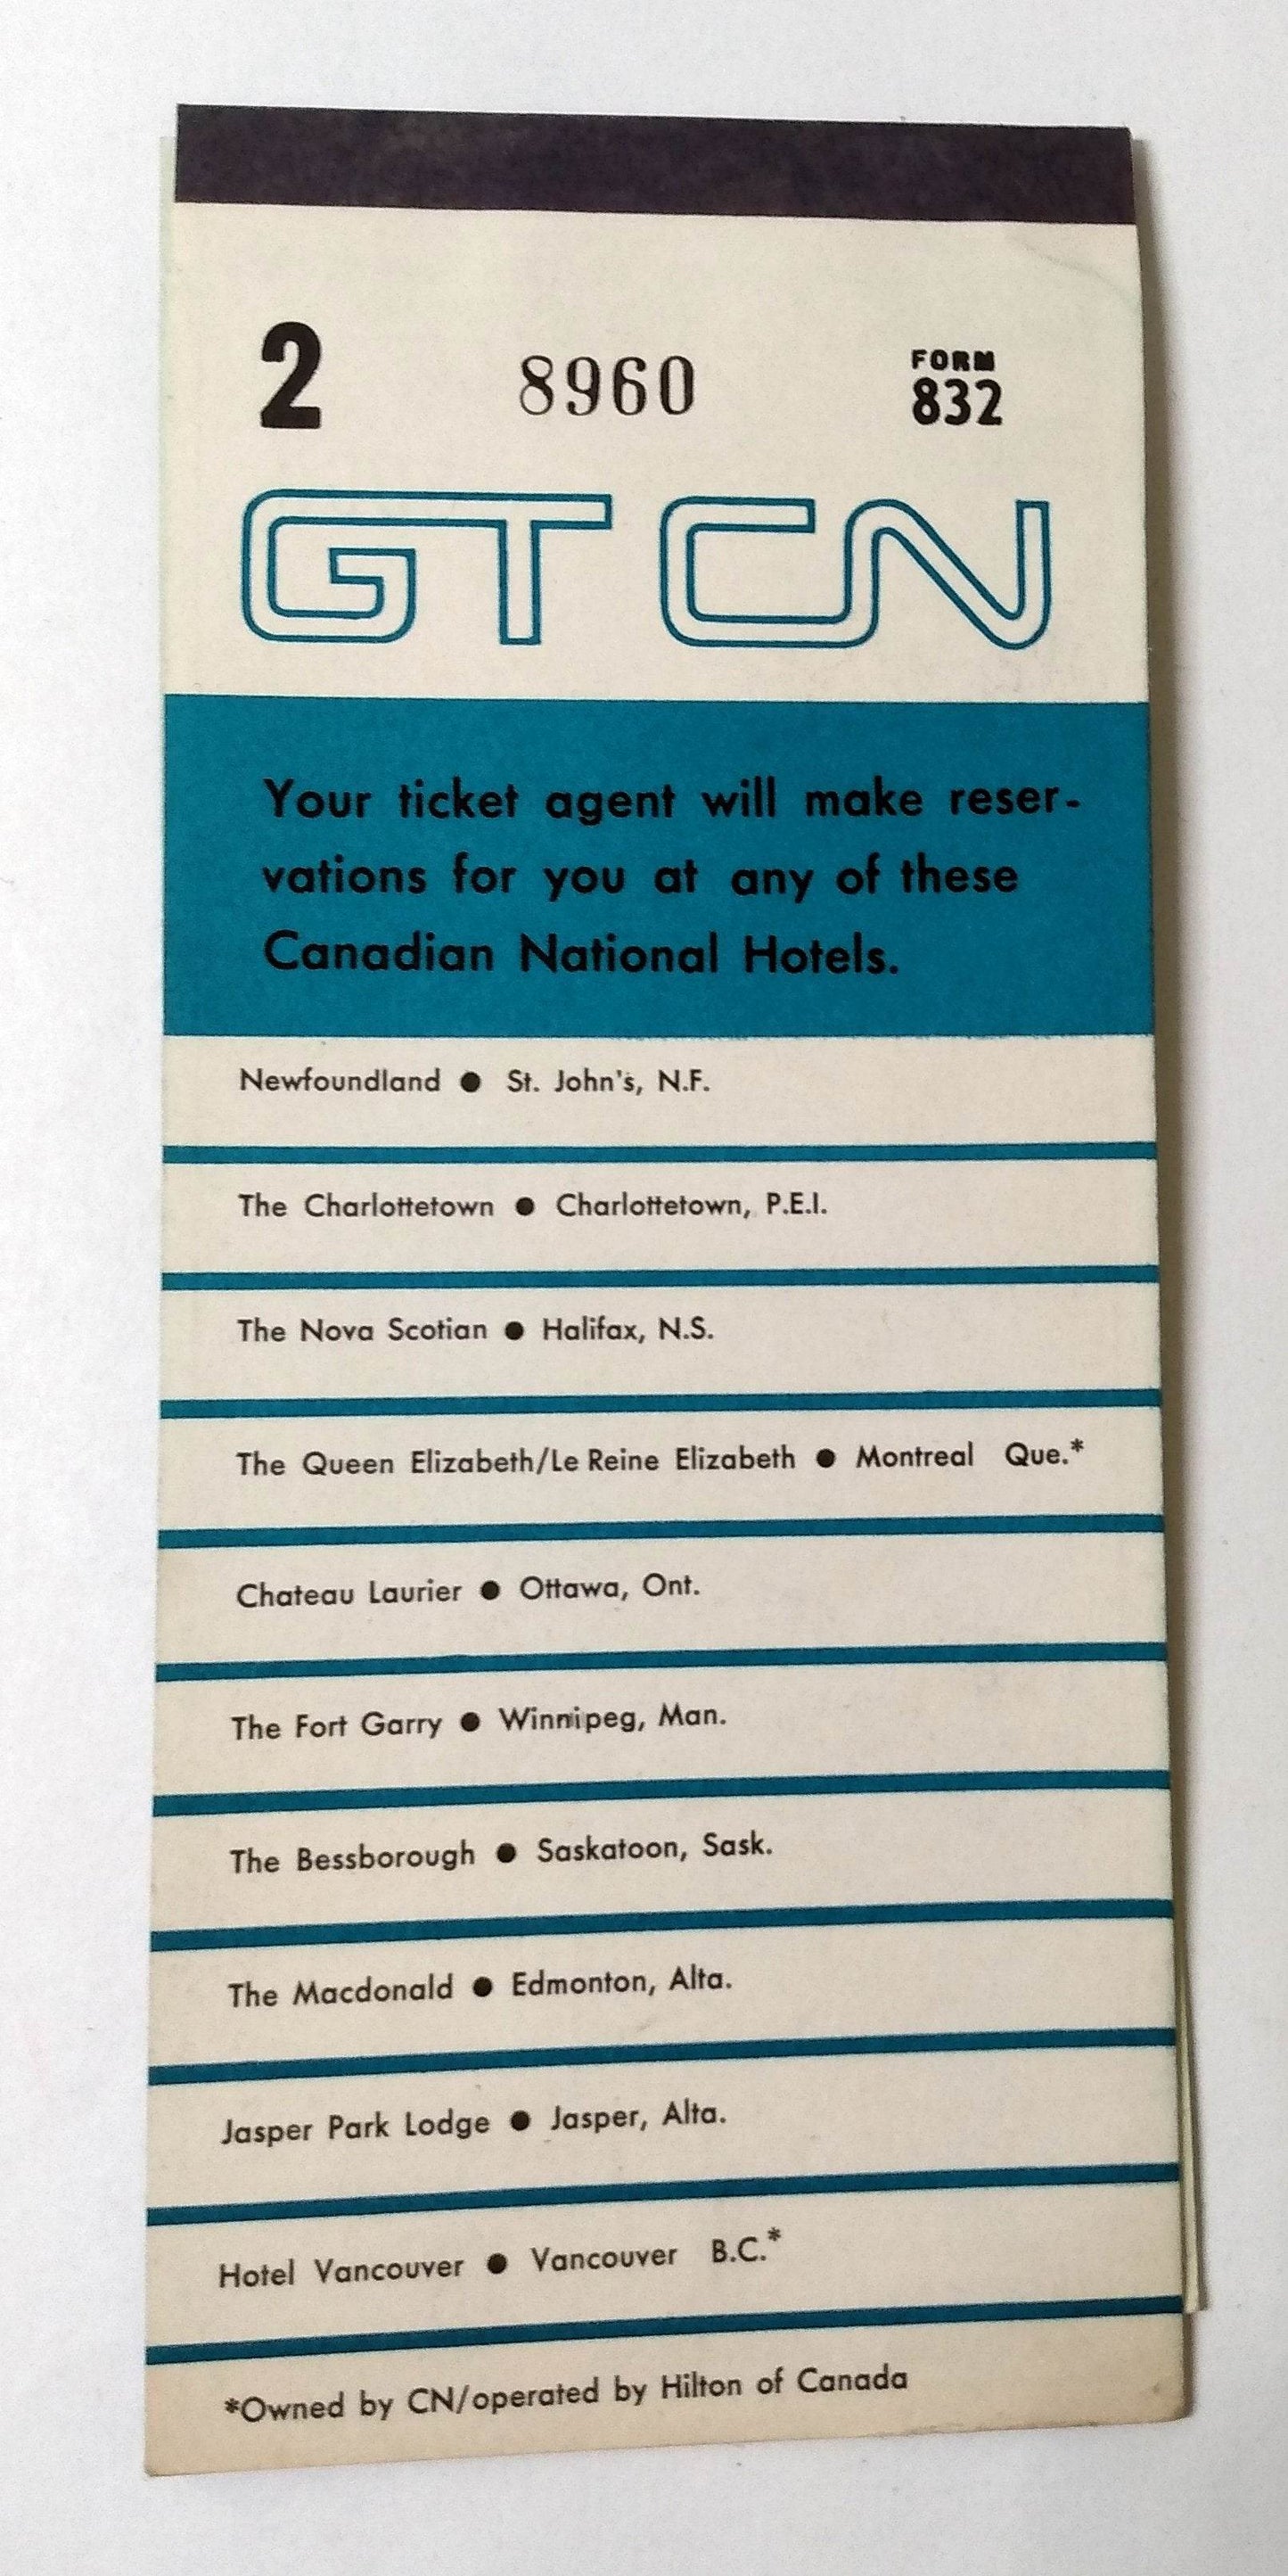 2 8960 FORM
832
GT CN
Your ticket agent will make reser-
vations for you at any of these
Canadian National Hotels.
Newfoundland ● St. John's, N.F.
The Charlottetown ● Charlottetown, P.E.I.
The Nova Scotian ● Halifax, N.S.
The Queen Elizabeth/Le Reine Elizabeth ● Montreal Que.*
Chateau Laurier ● Ottawa, Ont.
The Fort Garry ● Winnipeg, Man.
The Bessborough ● Saskatoon, Sask.
The Macdonald ● Edmonton, Alta.
Jasper Park Lodge ● Jasper, Alta.
Hotel Vancouver ● Vancouver B.C.*
*Owned by CN/operated by Hilton of Canada